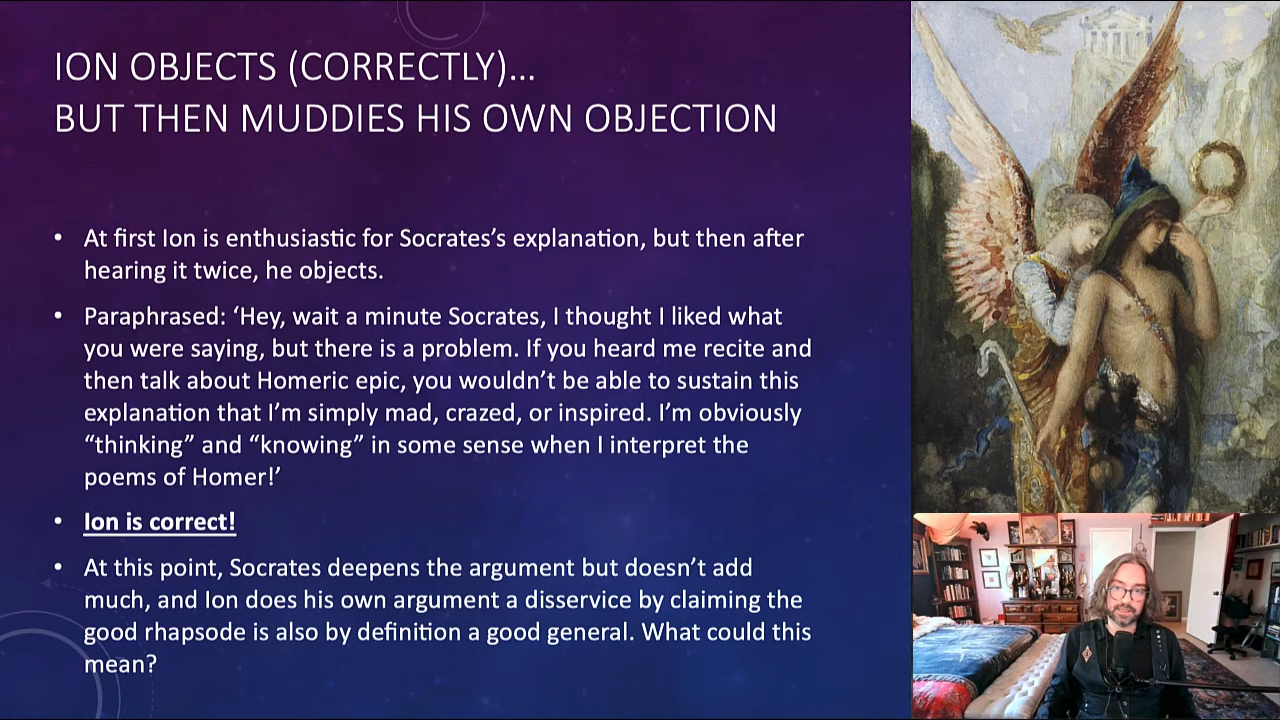 ION OBJECTS (CORRECTLY)...
BUT THEN MUDDIES HIS OWN OBJECTION
• At first Ion is enthusiastic for Socrates’s explanation, but then after
hearing it twice, he objects.
• Paraphrased: ‘Hey, wait a minute Socrates, I thought I liked what
you were saying, but there is a problem. If you heard me recite and
then talk about Homeric epic, you wouldn’t be able to sustain this
explanation that I’m simply mad, crazed, or inspired. I’m obviously
“thinking” and “knowing” in some sense when I interpret the
poems of Homer!’
• Ion is correct!
• At this point, Socrates deepens the argument but doesn’t add
much, and Ion does his own argument a disservice by claiming the
good rhapsode is also by definition a good general. What could this
mean?